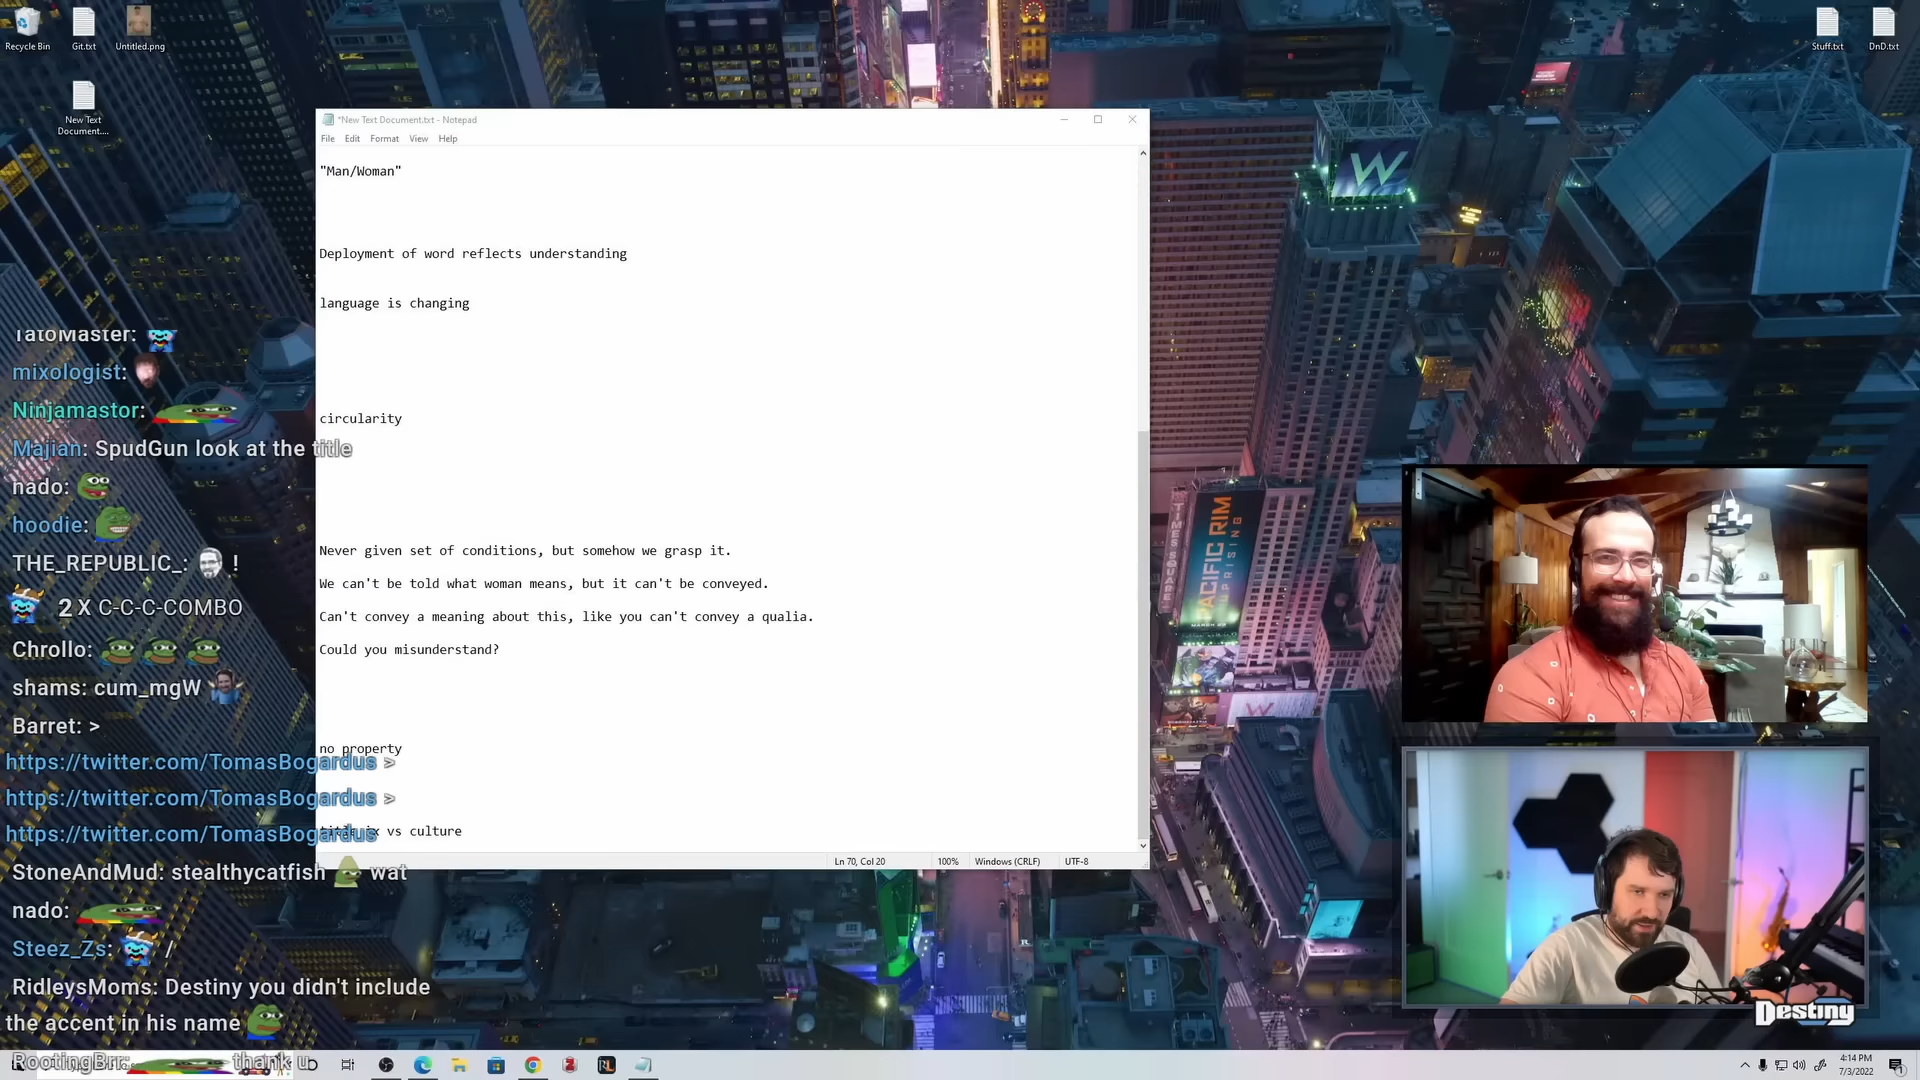 Recycle Bin
Git.txt
Untitled.png
New Text
Document....
Stuff.txt
DnD.txt
*New Text Document.txt - Notepad
File Edit Format View Help
"Man/Woman"
Deployment of word reflects understanding
language is changing
circularity
Never given set of conditions, but somehow we grasp it.
We can't be told what woman means, but it can't be conveyed.
Can't convey a meaning about this, like you can't convey a qualia.
Could you misunderstand?
no property
vs culture
Ln 70, Col 20
100%
Windows (CRLF)
UTF-8
TatoMaster:
mixologist:
Ninjamastor:
Majian: SpudGun look at the title
nado:
hoodie:
THE_REPUBLIC_: !
2 X C-C-C-COMBO
Chrollo:
shams: cum_mgW
Barret: >
https://twitter.com/TomasBogardus >
https://twitter.com/TomasBogardus >
https://twitter.com/TomasBogardus
StoneAndMud: stealthycatfish wat
nado:
Steez_Zs: /
RidleysMoms: Destiny you didn't include
the accent in his name
RootingBrr: thank u
W
TIMES SQUARE
PACIFIC RIM
UPRISING
W
Destiny
4:14 PM
7/3/2022